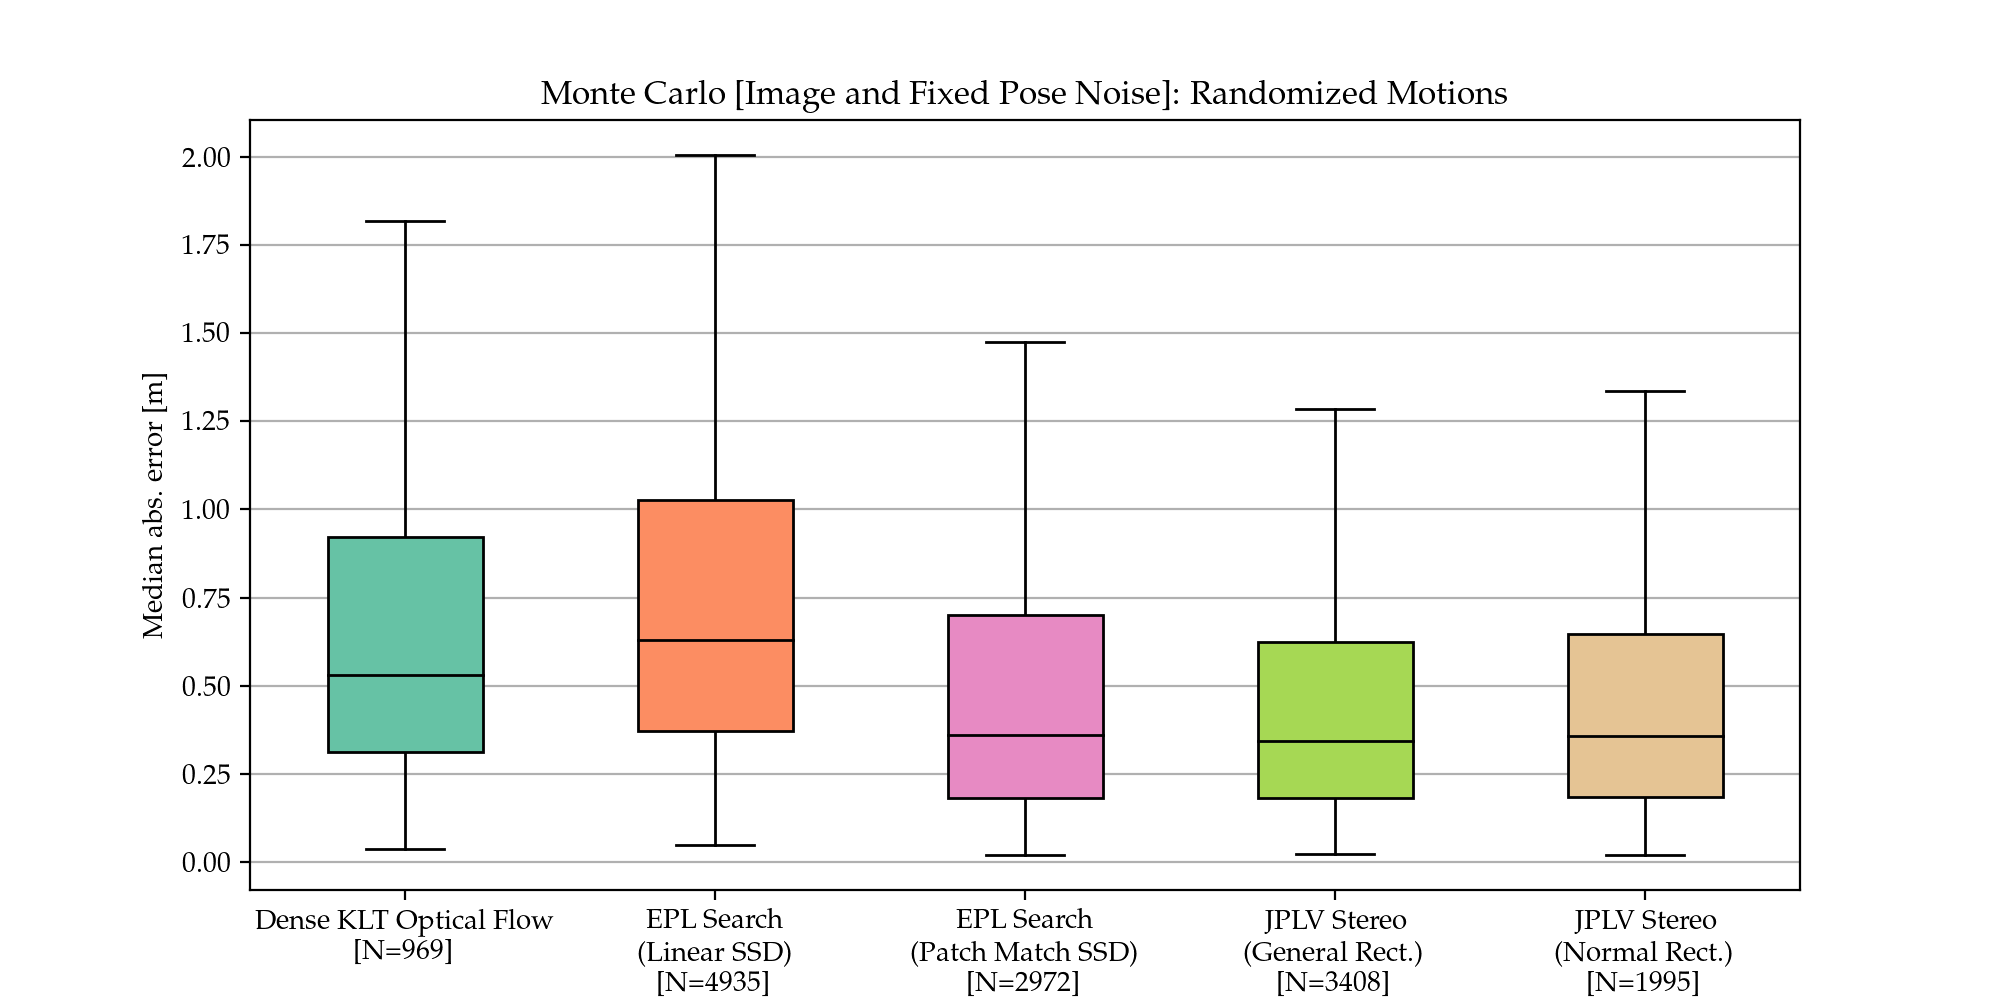 Monte Carlo [Image and Fixed Pose Noise]: Randomized Motions
Median abs. error [m]
2.00
1.75
1.50
1.25
1.00
0.75
0.50
0.25
0.00
Dense KLT Optical Flow
[N=969]
EPL Search
(Linear SSD)
[N=4935]
EPL Search
(Patch Match SSD)
[N=2972]
JPLV Stereo
(General Rect.)
[N=3408]
JPLV Stereo
(Normal Rect.)
[N=1995]